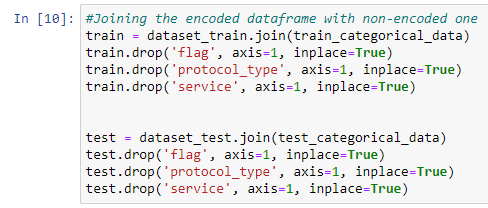 In [10]: #Joining the encoded dataframe with non-encoded one
train = dataset_train.join(train_categorical_data)
train.drop('flag', axis=1, inplace=True)
train.drop('protocol_type', axis=1, inplace=True)
train.drop('service', axis=1, inplace=True)
test = dataset_test.join(test_categorical_data)
test.drop('flag', axis=1, inplace=True)
test.drop('protocol_type', axis=1, inplace=True)
test.drop('service', axis=1, inplace=True)